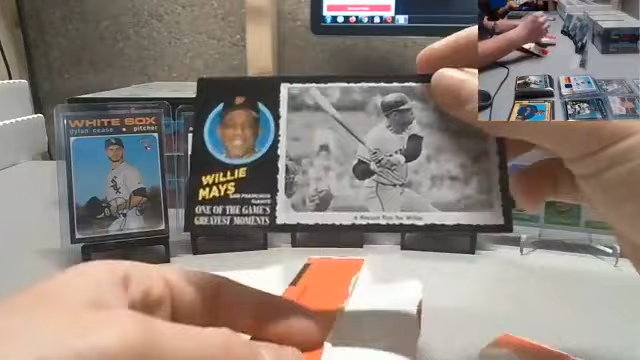 WHITE SOX
dylan cease • pitcher
WILLIE
MAYS
SAN FRANCISCO
GIANTS
ONE OF THE GAME'S
GREATEST MOMENTS
A Record Run for Willie